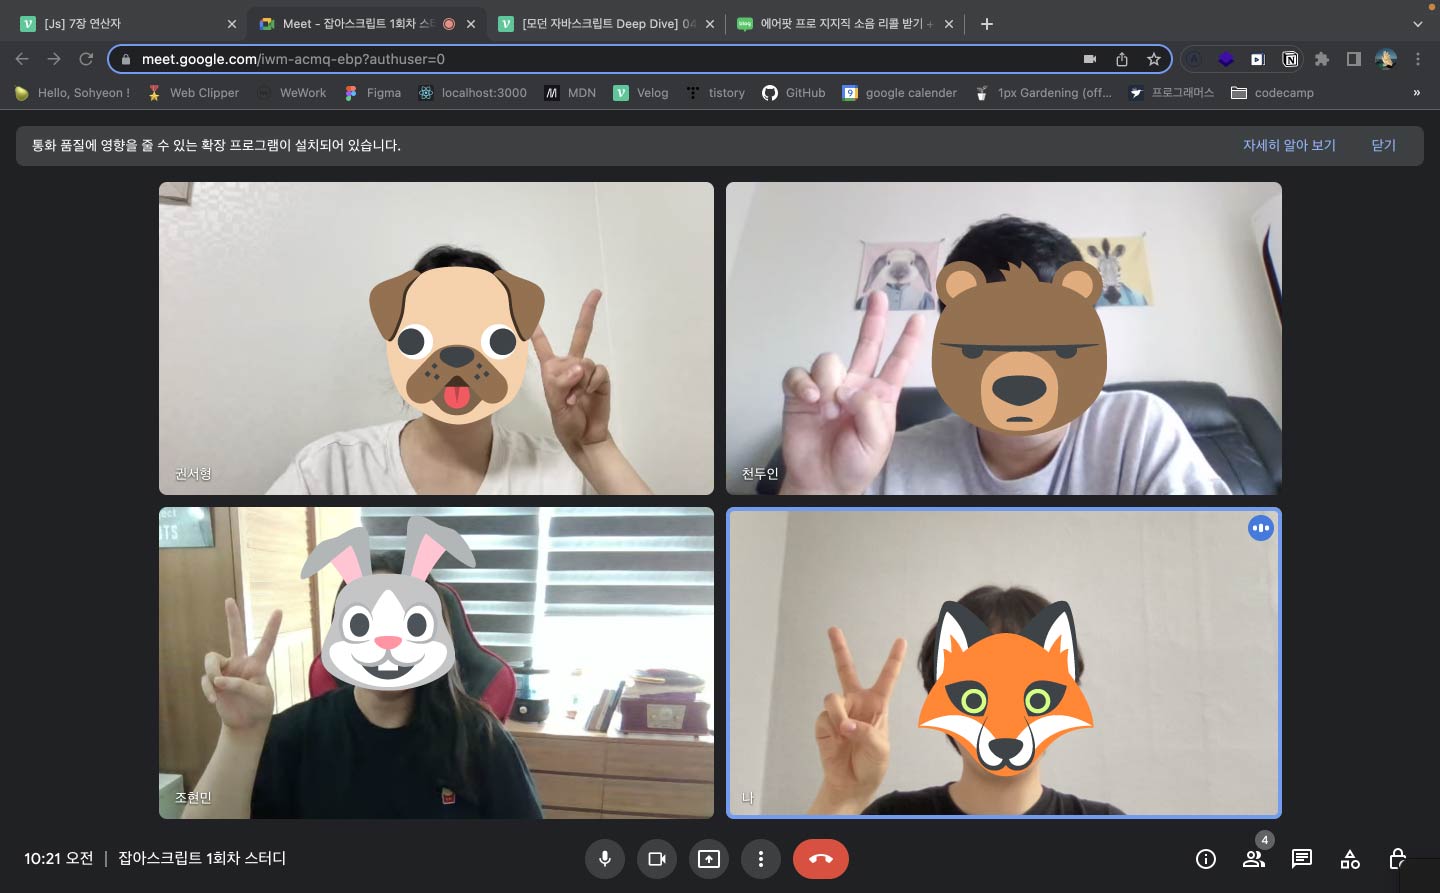 [Js] 7장 연산자
Meet - 잡아스크립트 1회차 스터
[모던 자바스크립트 Deep Dive] 04
에어팟 프로 지지직 소음 리콜 받기 +
meet.google.com/iwm-acmq-ebp?authuser=0
Hello, Sohyeon !
Web Clipper
WeWork
Figma
localhost:3000
MDN
Velog
tistory
GitHub
google calender
1px Gardening (off...
프로그래머스
codecamp
»
통화 품질에 영향을 줄 수 있는 확장 프로그램이 설치되어 있습니다.
자세히 알아 보기
닫기
권서형
천두인
조현민
나
10:21 오전 | 잡아스크립트 1회차 스터디
4